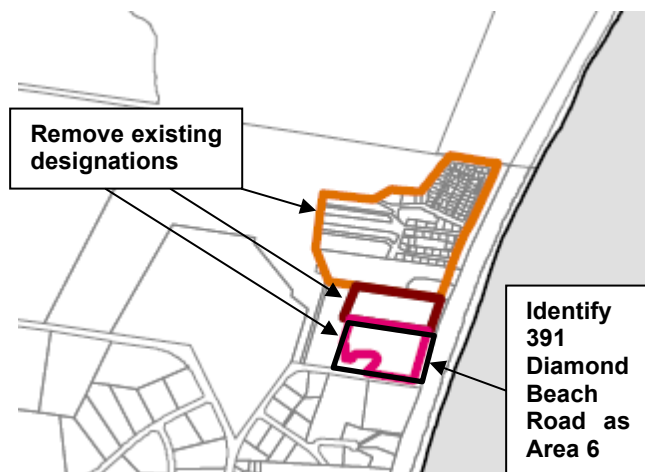 Remove existing
designations
Identify
391
Diamond
Beach
Road as
Area 6